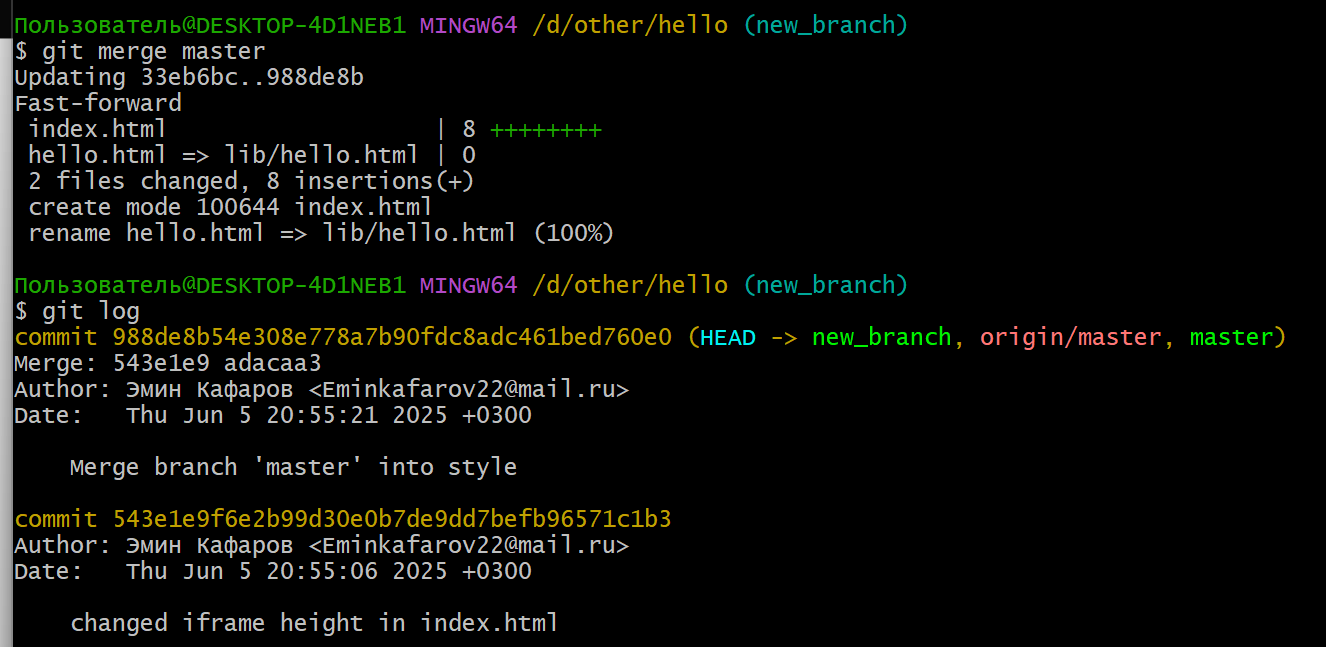 Пользователь@DESKTOP-4D1NEB1 MINGW64 /d/other/hello (new_branch)
$ git merge master
Updating 33eb6bc..988de8b
Fast-forward
 index.html                   | 8 ++++++++
 hello.html => lib/hello.html | 0
 2 files changed, 8 insertions(+)
 create mode 100644 index.html
 rename hello.html => lib/hello.html (100%)
Пользователь@DESKTOP-4D1NEB1 MINGW64 /d/other/hello (new_branch)
$ git log
commit 988de8b54e308e778a7b90fdc8adc461bed760e0 (HEAD -> new_branch, origin/master, master)
Merge: 543e1e9 adacaa3
Author: Эмин Кафаров <Eminkafarov22@mail.ru>
Date:   Thu Jun 5 20:55:21 2025 +0300
    Merge branch 'master' into style
commit 543e1e9f6e2b99d30e0b7de9dd7befb96571c1b3
Author: Эмин Кафаров <Eminkafarov22@mail.ru>
Date:   Thu Jun 5 20:55:06 2025 +0300
    changed iframe height in index.html